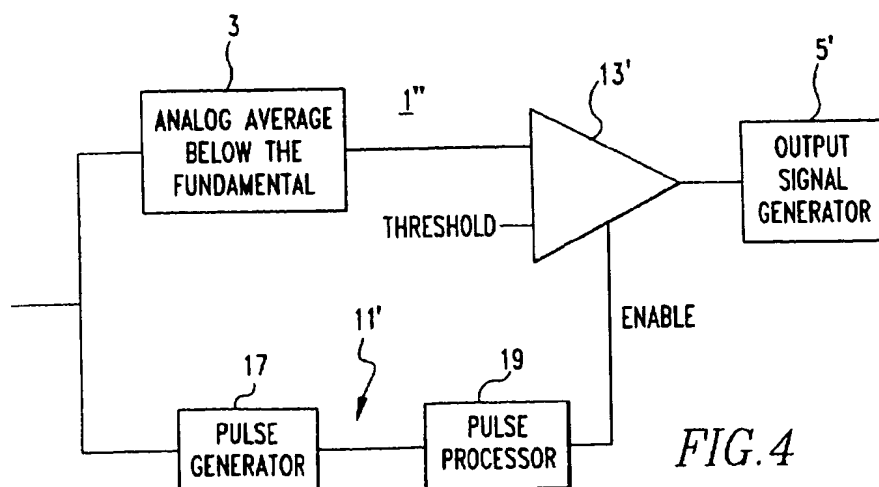 3
ANALOG AVERAGE
BELOW THE
FUNDAMENTAL
1"
13'
5'
OUTPUT
SIGNAL
GENERATOR
THRESHOLD
ENABLE
11'
17
PULSE
GENERATOR
19
PULSE
PROCESSOR
FIG.4